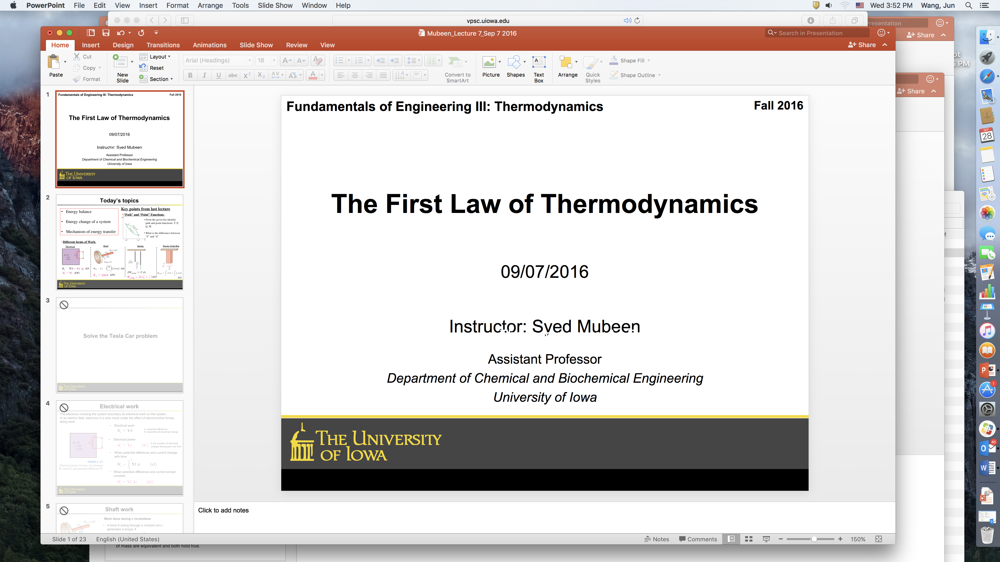 PowerPoint File Edit View Insert Format Arrange Tools Slide Show Window Help Wed 3:52 PM Wang, Jun
vpsc.uiowa.edu
Mubeen_Lecture 7_Sep 7 2016
Search in Presentation
Home Insert Design Transitions Animations Slide Show Review View
Share
Share
Share
Paste
Cut
Copy
Format
New
Slide
Layout
Reset
Section
Arial (Headings) 18
Convert to
SmartArt
Picture
Shapes
Text
Box
Arrange
Quick
Styles
Shape Fill
Shape Outline
1
Fundamentals of Engineering III: Thermodynamics Fall 2016
The First Law of Thermodynamics
09/07/2016
Instructor: Syed Mubeen
Assistant Professor
Department of Chemical and Biochemical Engineering
University of Iowa
THE UNIVERSITY
OF IOWA
2
Today's topics
• Energy balance
• Energy change of a system
• Mechanism of energy transfer
Key points from last lecture
• "Path" and "Point" Functions:
• From the given list identify
path and point functions: T, P,
Q, W.
• What is the difference between
"δ" and "d"
• Different forms of Work:
Electrical Shaft Spring Elastic Solid Bar
THE UNIVERSITY
OF IOWA
3
Solve the Tesla Car problem
THE UNIVERSITY
OF IOWA
4
Electrical work
The electrons crossing the system boundary do electrical work on the system.
In an electric field, electrons in a wire move under the effect of electromotive forces,
doing work.
• Electrical work
We = VN
V: potential difference,
N: coulombs of electrical charge
• Electrical power
We = VI (W)
I: the number of electrical
charges flowing per unit time
• When potential difference and current change
with time
We = ∫ VI dt (kJ)
• When potential difference and current remain
constant
We = VI Δt (kJ)
FIGURE 2–27
Electrical power in terms of resistance
R, current I, and potential difference V.
THE UNIVERSITY
OF IOWA
5
Shaft work
Work done during n revolutions
• A force F acting through a moment arm r
generates a torque T
Fundamentals of Engineering III: Thermodynamics Fall 2016
The First Law of Thermodynamics
09/07/2016
Instructor: Syed Mubeen
Assistant Professor
Department of Chemical and Biochemical Engineering
University of Iowa
THE UNIVERSITY
OF IOWA
Click to add notes
Slide 1 of 23 English (United States) Notes Comments 150%
of mass are equivalent and both hold true.
SEP
28
1
40